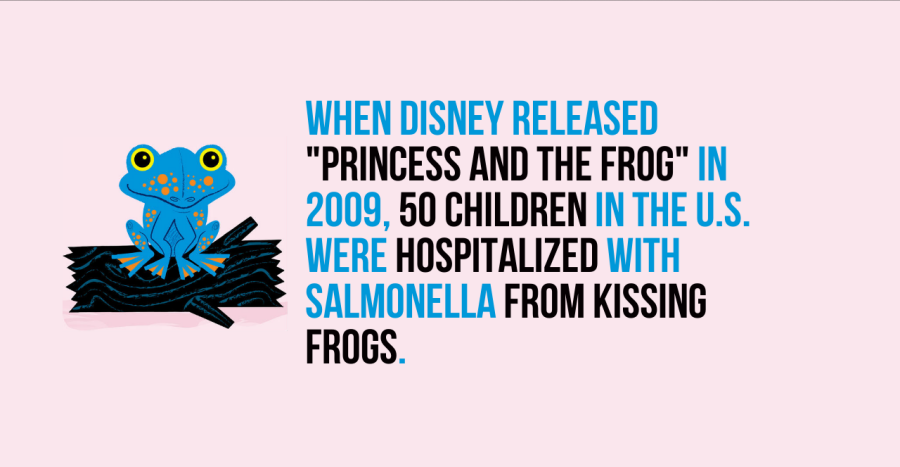 WHEN DISNEY RELEASED
"PRINCESS AND THE FROG" IN
2009, 50 CHILDREN IN THE U.S.
WERE HOSPITALIZED WITH
SALMONELLA FROM KISSING
FROGS.